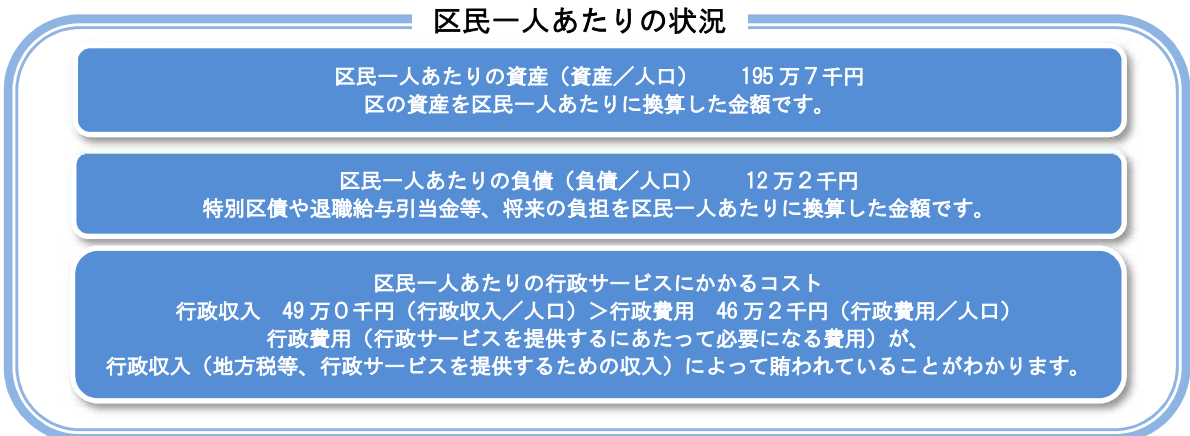 区民一人あたりの状況
区民一人あたりの資産（資産／人口）　　195万7千円
区の資産を区民一人あたりに換算した金額です。
区民一人あたりの負債（負債／人口）　　12万２千円
特別区債や退職給与引当金等、将来の負担を区民一人あたりに換算した金額です。
区民一人あたりの行政サービスにかかるコスト
行政収入　49万０千円（行政収入／人口）＞行政費用　46万２千円（行政費用／人口）
行政費用（行政サービスを提供するにあたって必要になる費用）が、
行政収入（地方税等、行政サービスを提供するための収入）によって賄われていることがわかります。